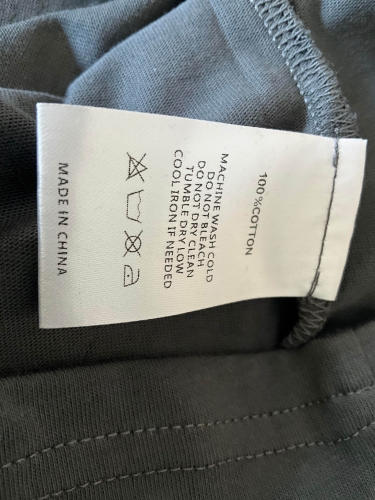 100%COTTON
MACHINE WASH COLD
DO NOT BLEACH
DO NOT DRY CLEAN
TUMBLE DRY LOW
COOL IRON IF NEEDED
MADE IN CHINA